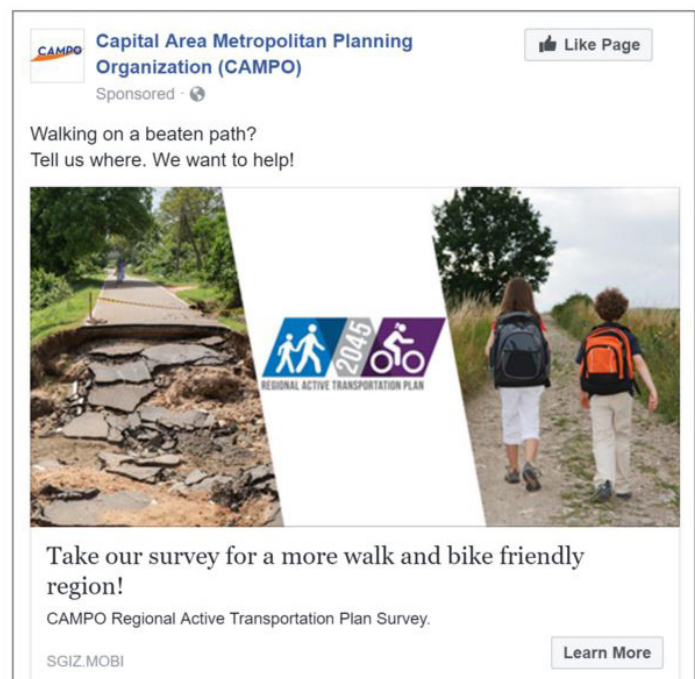 CAMPO
Capital Area Metropolitan Planning
Organization (CAMPO)
Like Page
Sponsored ·
Walking on a beaten path?
Tell us where. We want to help!
2045
REGIONAL ACTIVE TRANSPORTATION PLAN
Take our survey for a more walk and bike friendly
region!
CAMPO Regional Active Transportation Plan Survey.
SGIZ.MOBI
Learn More